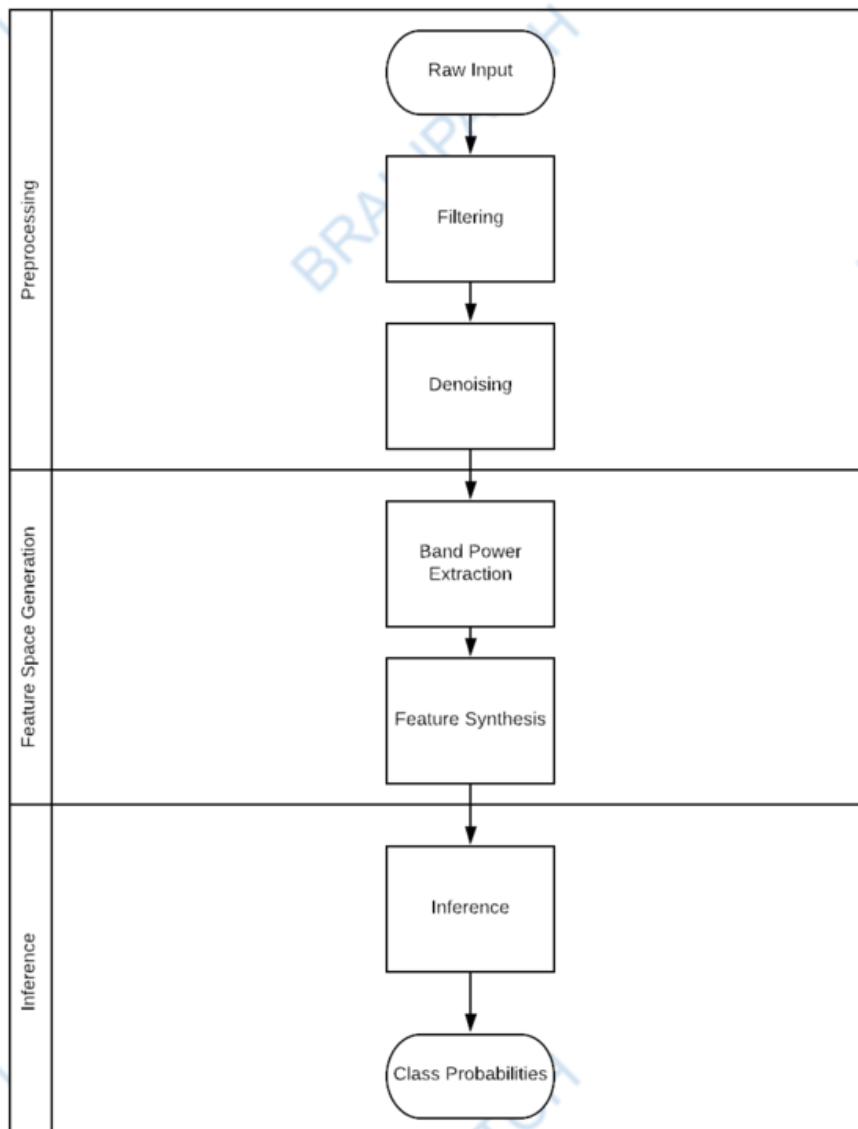 Preprocessing
Raw Input
Filtering
Denoising
Feature Space Generation
Band Power
Extraction
Feature Synthesis
Inference
Inference
Class Probabilities